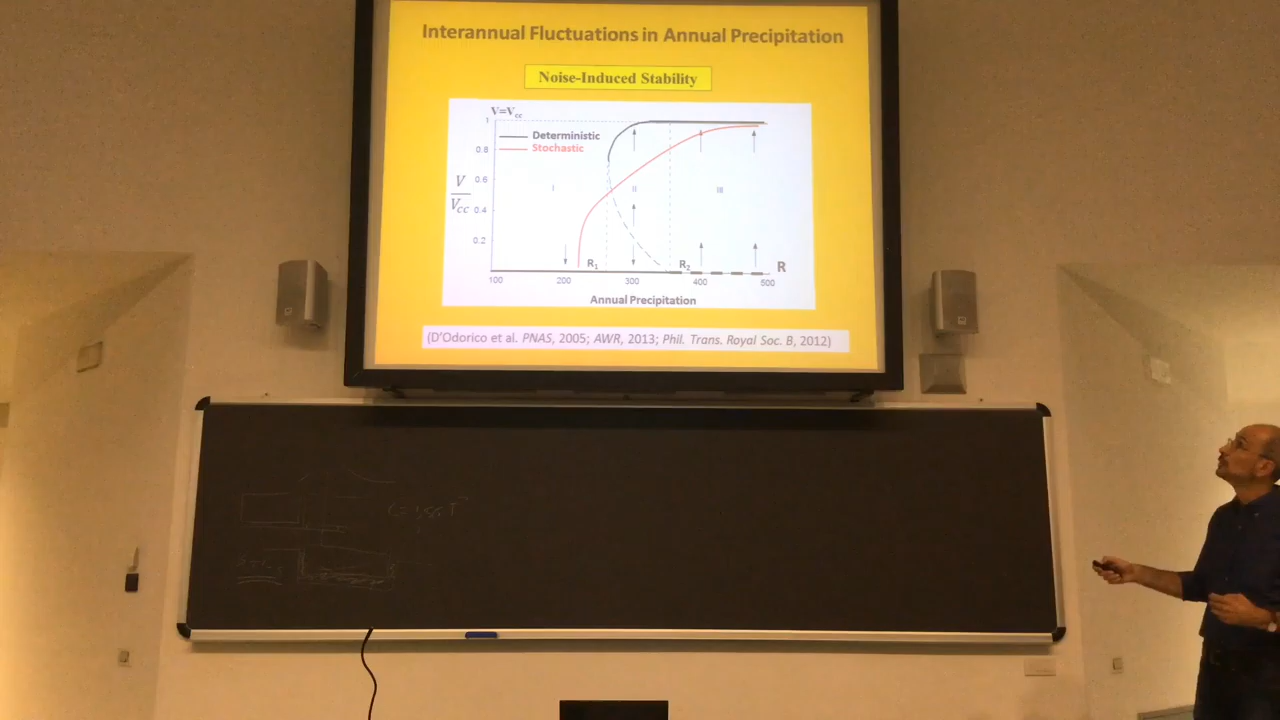 Interannual Fluctuations in Annual Precipitation
Noise-Induced Stability
V=Vcc
1
Deterministic
Stochastic
0.8
0.6
0.4
0.2
V
Vcc
I
II
III
R1
R2
R
100
200
300
400
500
Annual Precipitation
(D'Odorico et al. PNAS, 2005; AWR, 2013; Phil. Trans. Royal Soc. B, 2012)